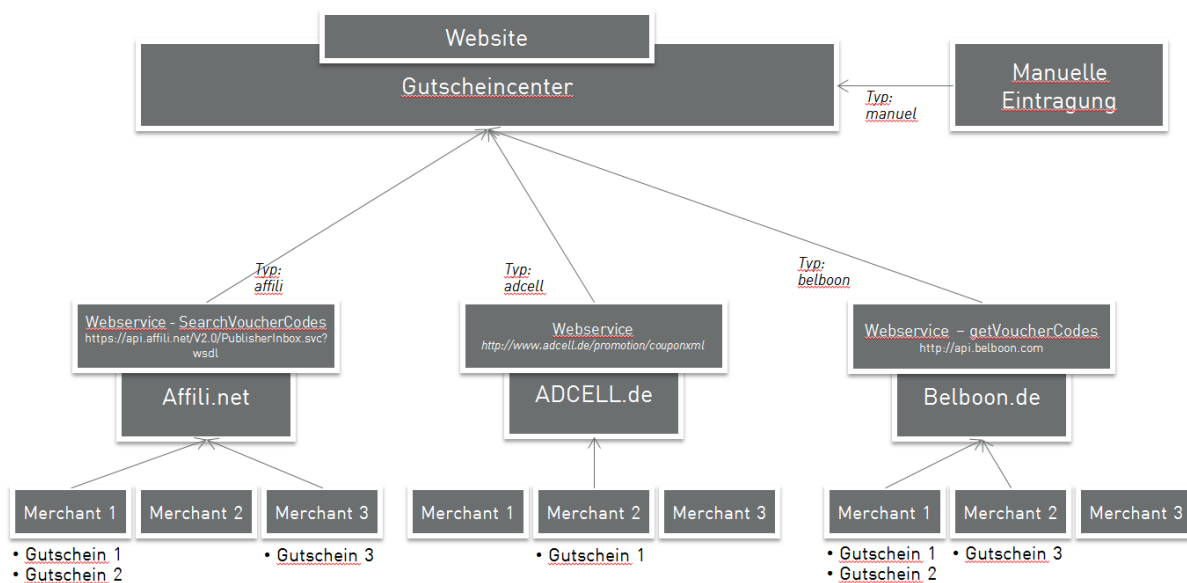 Website
Gutscheincenter
Manuelle
Eintragung
Typ:
manuel
Typ:
affili
Typ:
adcell
Typ:
belboon
Webservice - SearchVoucherCodes
https://api.affili.net/V2.0/PublisherInbox.svc?
wsdl
Webservice
http://www.adcell.de/promotion/couponxml
Webservice – getVoucherCodes
http://api.belboon.com
Affili.net
ADCELL.de
Belboon.de
Merchant 1
Merchant 2
Merchant 3
Merchant 1
Merchant 2
Merchant 3
Merchant 1
Merchant 2
Merchant 3
• Gutschein 1
• Gutschein 2
• Gutschein 3
• Gutschein 1
• Gutschein 1
• Gutschein 2
• Gutschein 3